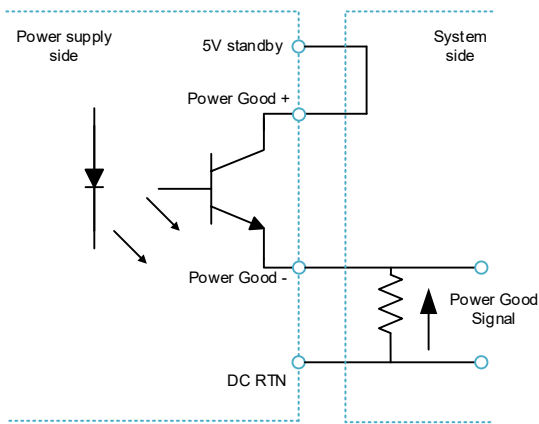 Power supply
side
5V standby
System
side
Power Good +
Power Good -
Power Good
Signal
DC RTN